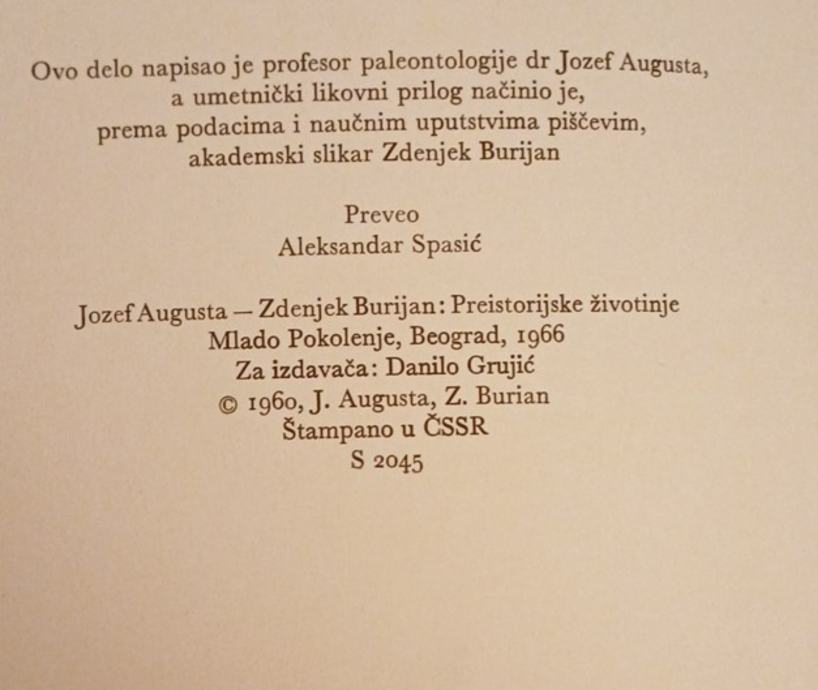 Ovo delo napisao je profesor paleontologije dr Jozef Augusta,
a umetnički likovni prilog načinio je,
prema podacima i naučnim uputstvima piščevim,
akademski slikar Zdenjek Burijan
Preveo
Aleksandar Spasić
Jozef Augusta — Zdenjek Burijan: Preistorijske životinje
Mlado Pokolenje, Beograd, 1966
Za izdavača: Danilo Grujić
© 1960, J. Augusta, Z. Burian
Štampano u ČSSR
S 2045